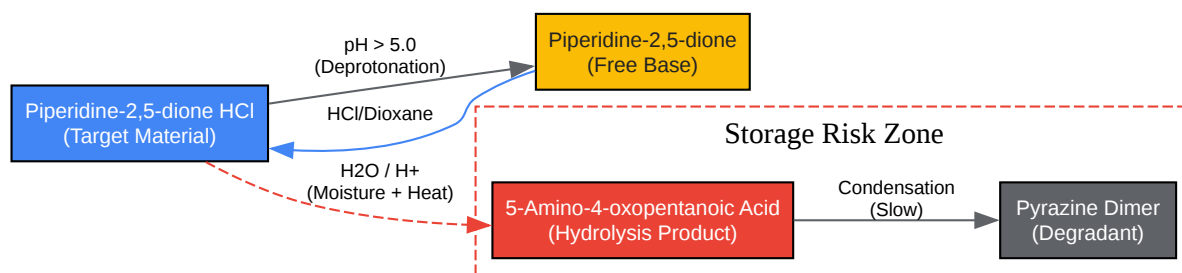 pH > 5.0
(Deprotonation)
Piperidine-2,5-dione
(Free Base)
Piperidine-2,5-dione HCl
(Target Material)
HCl/Dioxane
Storage Risk Zone
H2O / H+
(Moisture + Heat)
5-Amino-4-oxopentanoic Acid
(Hydrolysis Product)
Condensation
(Slow)
Pyrazine Dimer
(Degradant)